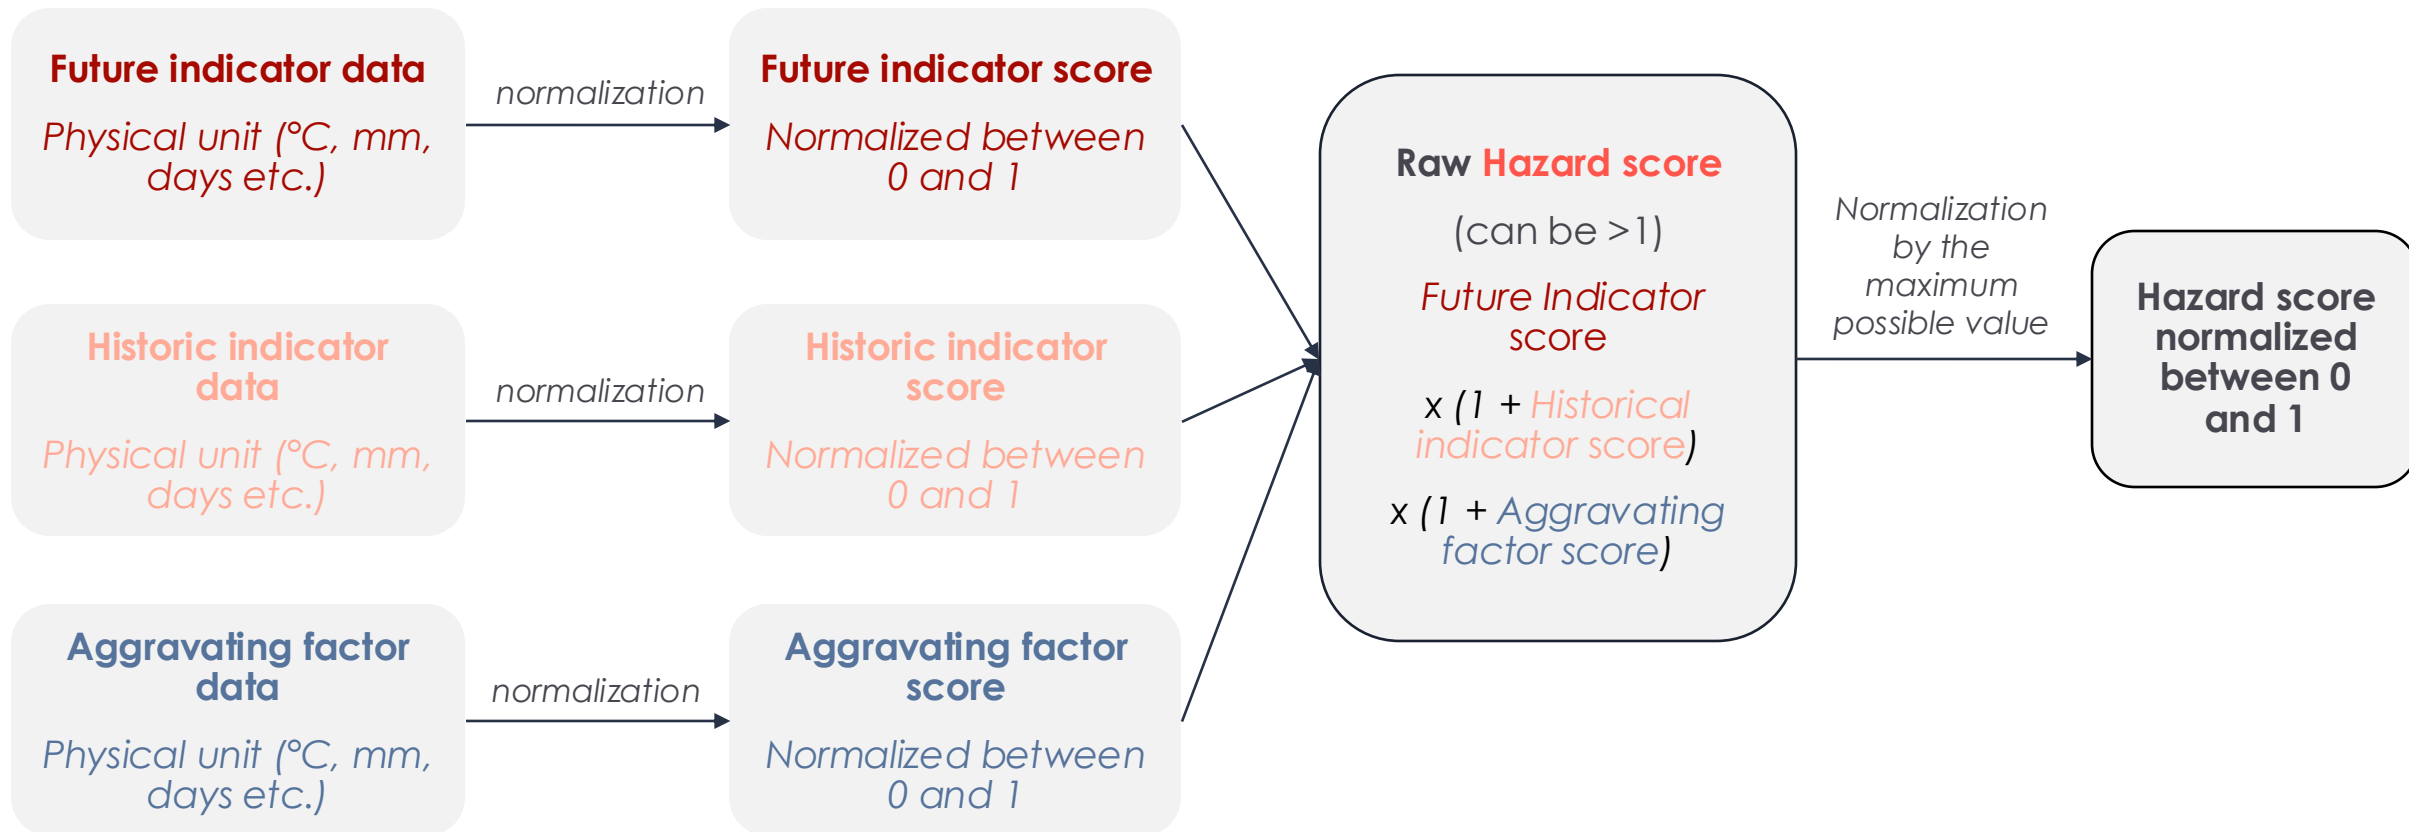 Future indicator data
Physical unit (°C, mm,
days etc.)
normalization
Future indicator score
Normalized between
0 and 1
Historic indicator
data
Physical unit (°C, mm,
days etc.)
normalization
Historic indicator
score
Normalized between
0 and 1
Aggravating factor
data
Physical unit (°C, mm,
days etc.)
normalization
Aggravating factor
score
Normalized between
0 and 1
Raw Hazard score
(can be >1)
Future Indicator
score
x (1 + Historical
indicator score)
x (1 + Aggravating
factor score)
Normalization
by the
maximum
possible value
Hazard score
normalized
between 0
and 1